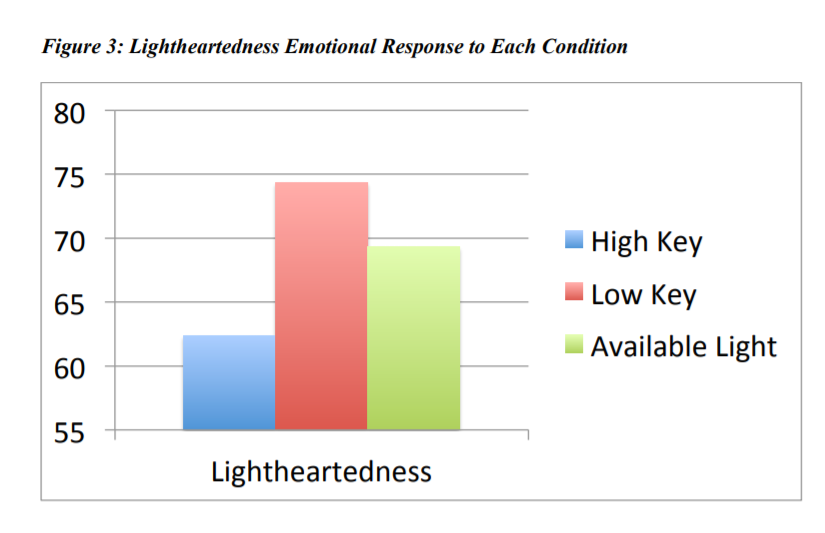 Figure 3: Lightheartedness Emotional Response to Each Condition
80
75
70
65
60
55
Lightheartedness
High Key
Low Key
Available Light